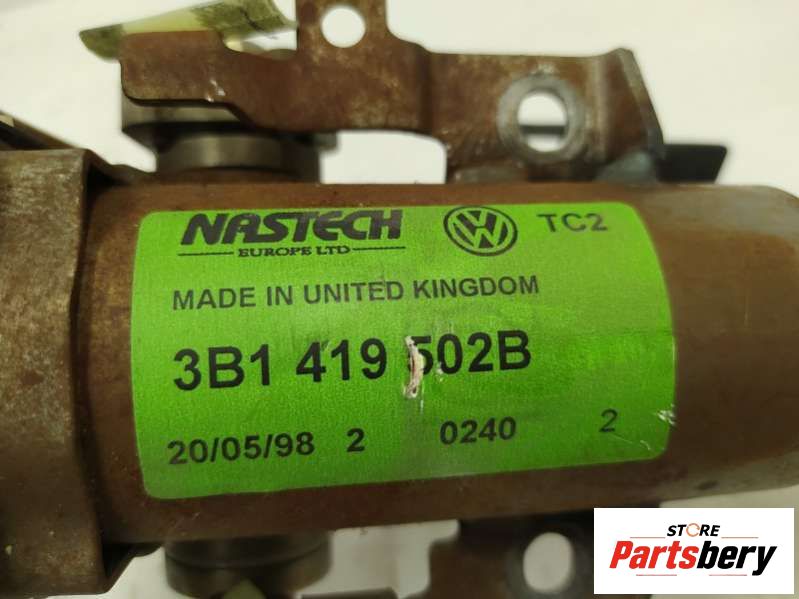 NASTECH VW TC2
EUROPE LTD
MADE IN UNITED KINGDOM
3B1 419 502B
20/05/98 2 0240 2
STORE
Partsbery